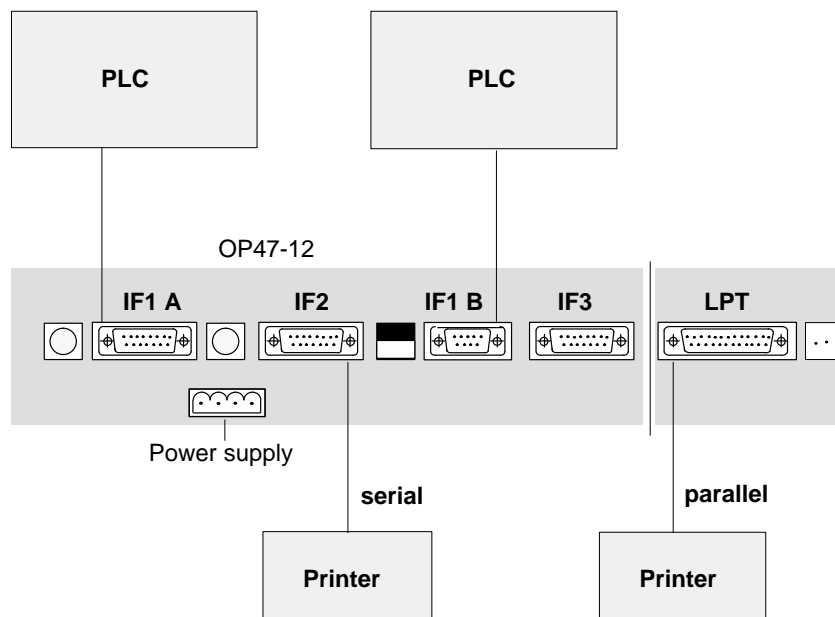 PLC PLC
OP47-12
IF1 A IF2 IF1 B IF3 LPT
Power supply
serial parallel
Printer Printer